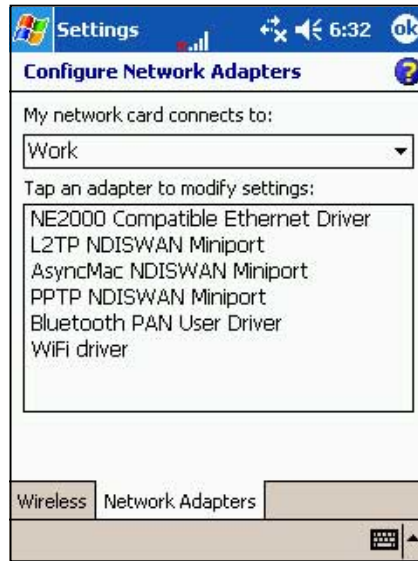 Settings 6:32 ok
Configure Network Adapters ?
My network card connects to:
Work
Tap an adapter to modify settings:
NE2000 Compatible Ethernet Driver
L2TP NDISWAN Miniport
AsyncMac NDISWAN Miniport
PPTP NDISWAN Miniport
Bluetooth PAN User Driver
WiFi driver
Wireless Network Adapters